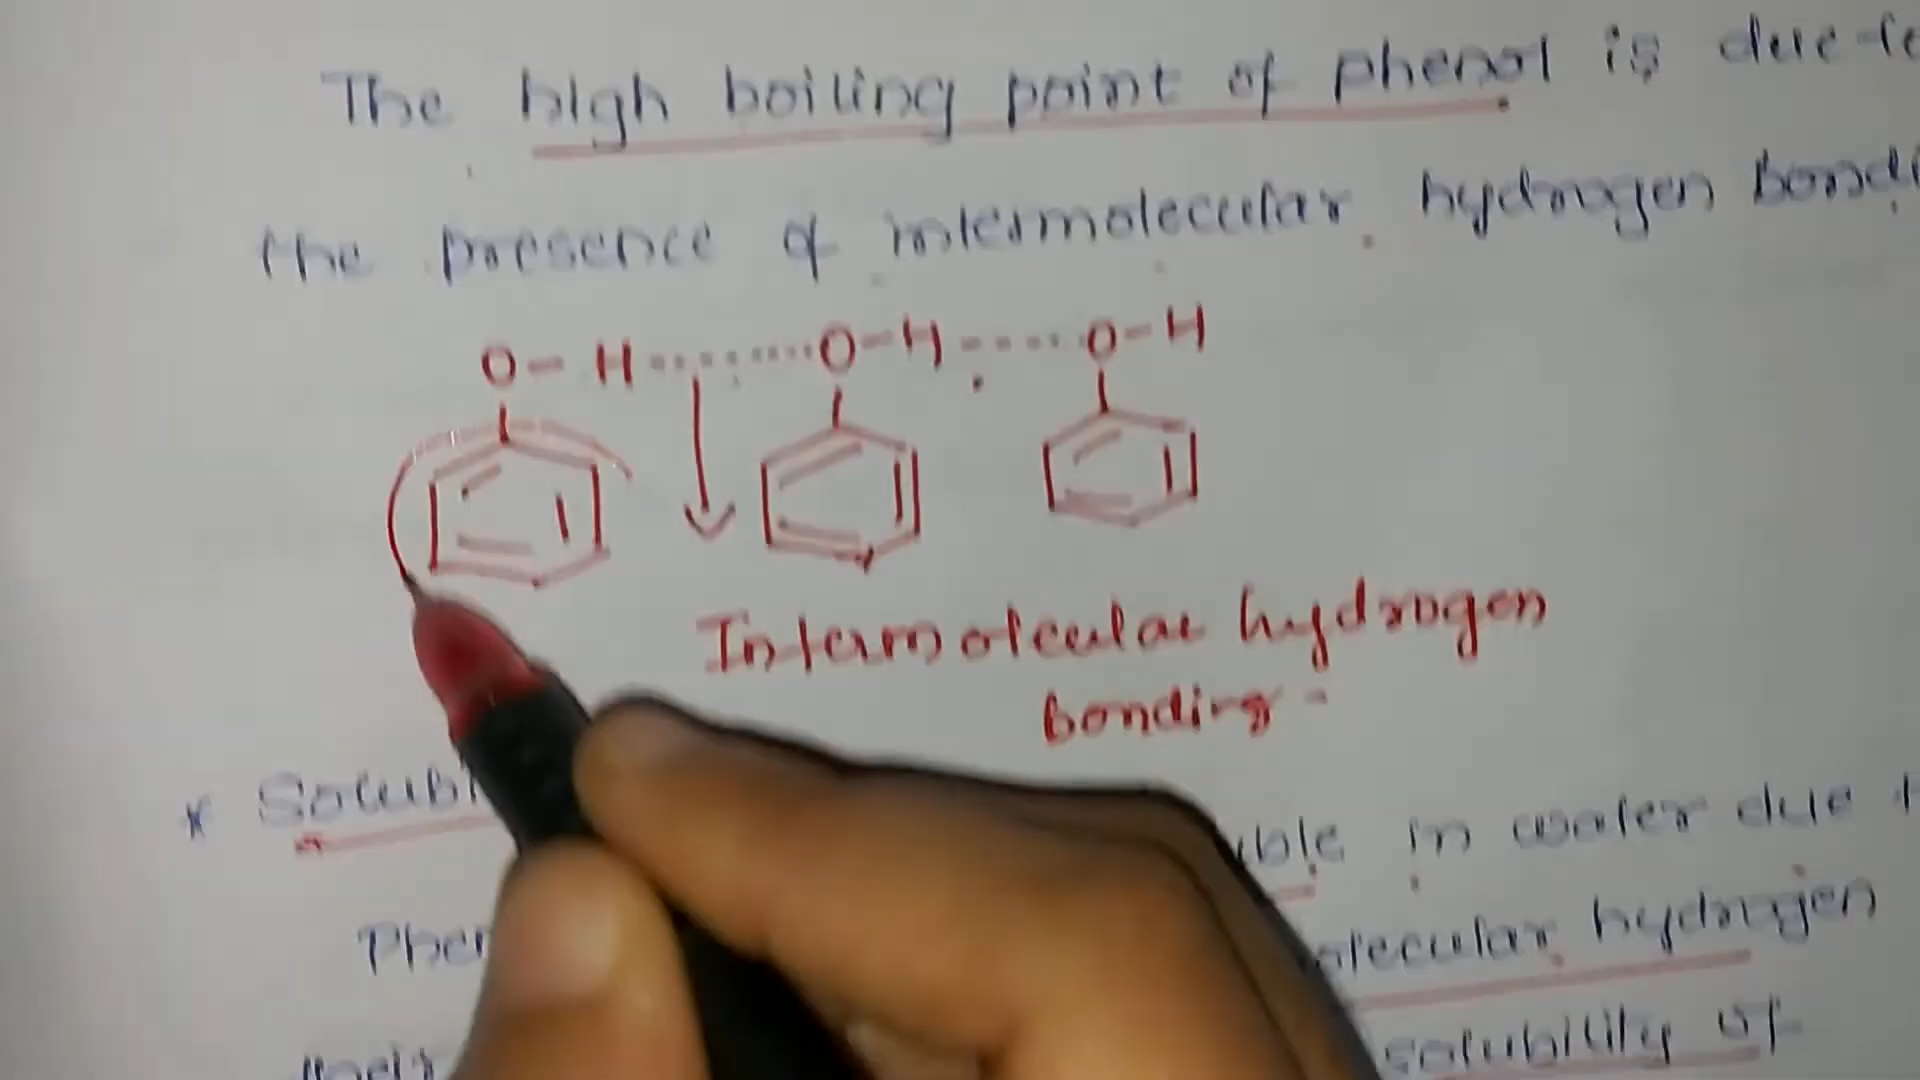 The high boiling point of phenol is due to
the presence of intermolecular hydrogen bondi
O - H ........ O - H ..... O - H
Intermolecular hydrogen
bonding -
* Solubi ble in water due t
Phen olecular hydrogen
solubility of